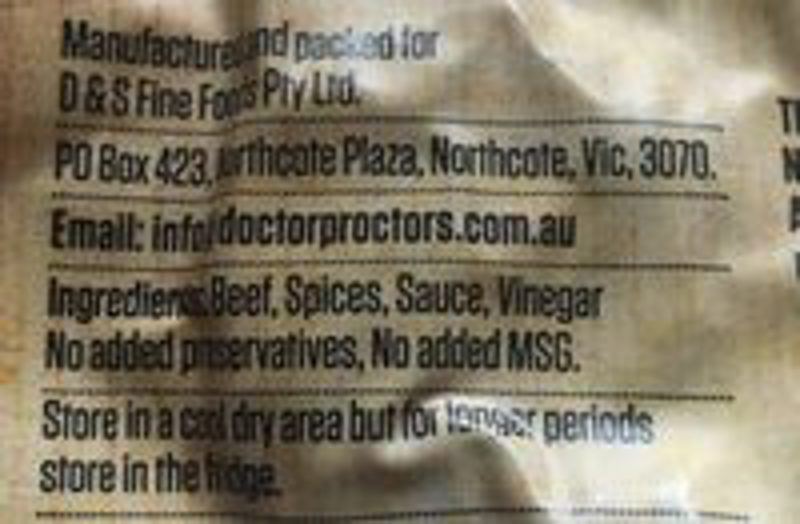 Manufactured and packed for
D & S Fine Foods Pty Ltd.
PO Box 423, Northcote Plaza, Northcote, Vic, 3070.
Email: info@doctorproctors.com.au
Ingredients: Beef, Spices, Sauce, Vinegar
No added preservatives, No added MSG.
Store in a cool dry area but for longer periods
store in the fridge.